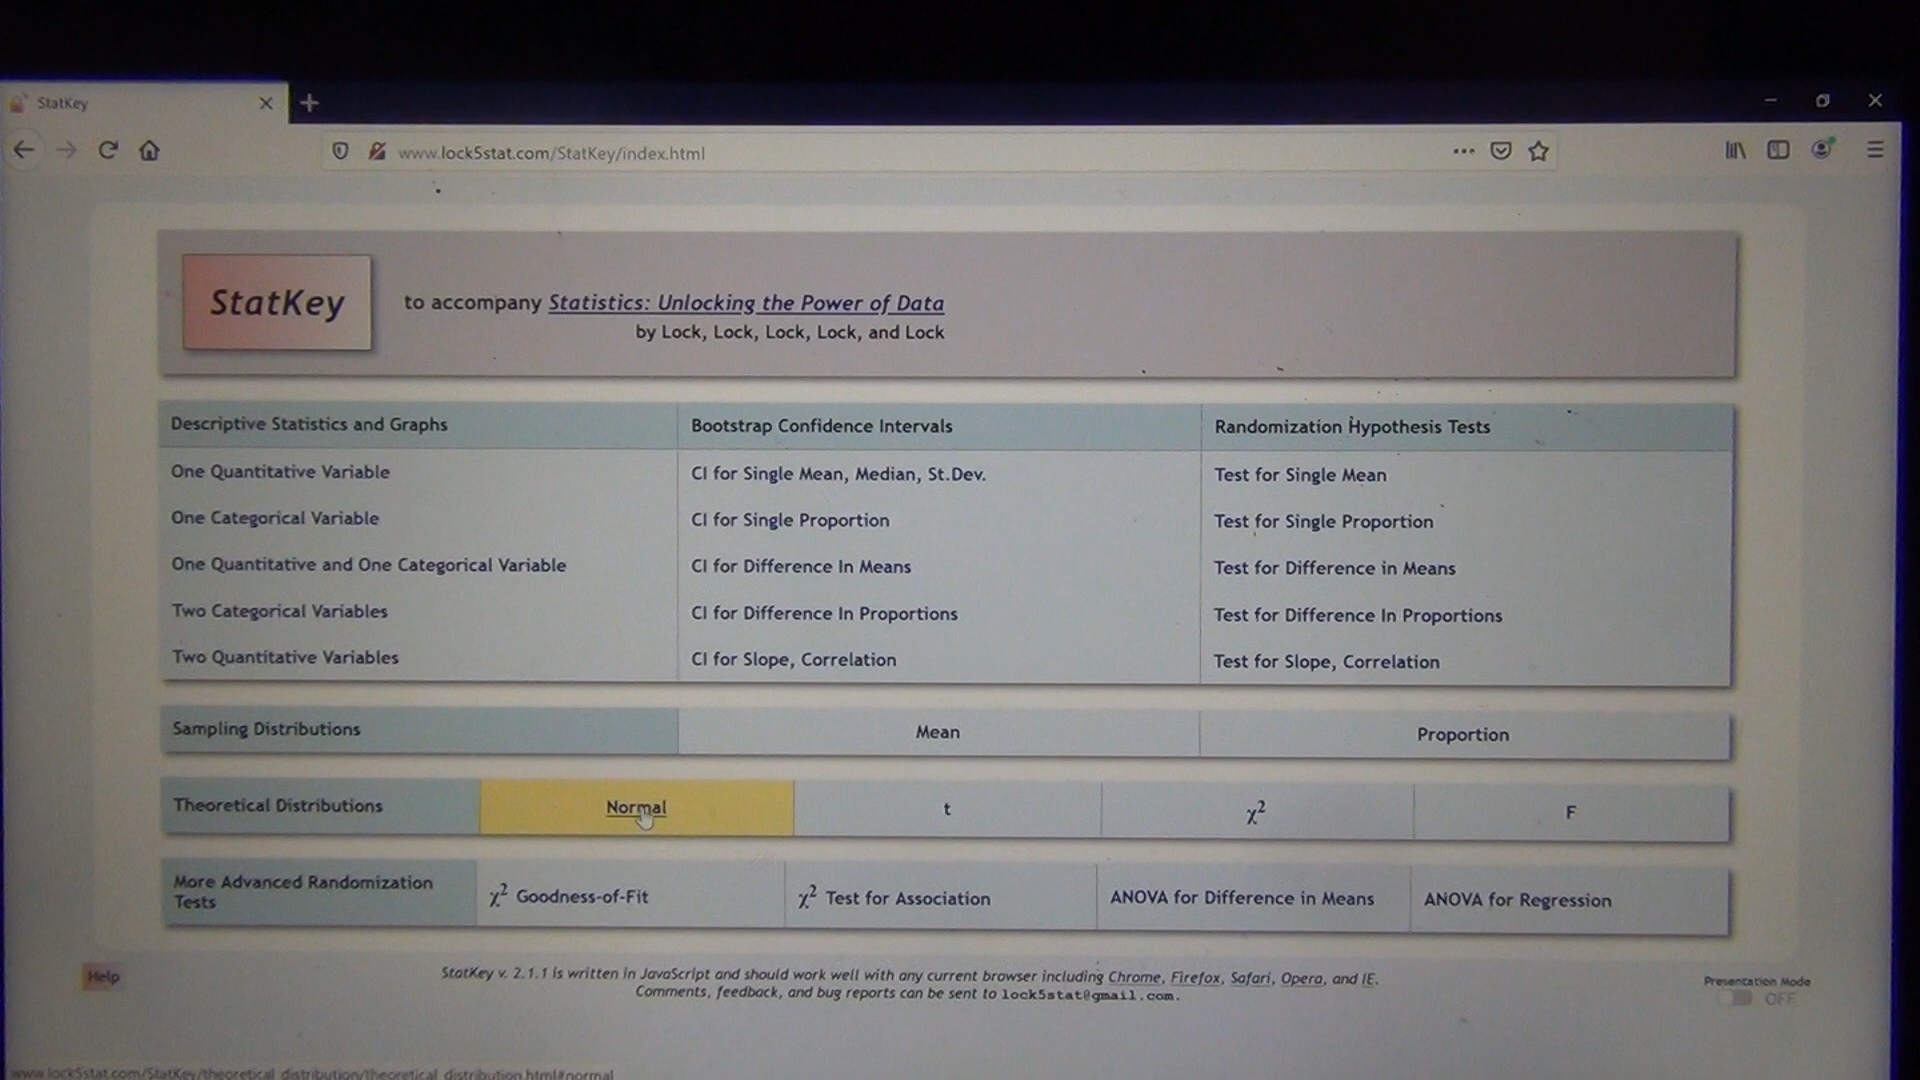 StatKey
www.lock5stat.com/StatKey/index.html
StatKey
to accompany Statistics: Unlocking the Power of Data
by Lock, Lock, Lock, Lock, and Lock
Descriptive Statistics and Graphs
Bootstrap Confidence Intervals
Randomization Hypothesis Tests
One Quantitative Variable
CI for Single Mean, Median, St.Dev.
Test for Single Mean
One Categorical Variable
CI for Single Proportion
Test for Single Proportion
One Quantitative and One Categorical Variable
CI for Difference In Means
Test for Difference in Means
Two Categorical Variables
CI for Difference In Proportions
Test for Difference In Proportions
Two Quantitative Variables
CI for Slope, Correlation
Test for Slope, Correlation
Sampling Distributions
Mean
Proportion
Theoretical Distributions
Normal
t
χ²
F
More Advanced Randomization
Tests
χ² Goodness-of-Fit
χ² Test for Association
ANOVA for Difference in Means
ANOVA for Regression
Help
StatKey v. 2.1.1 is written in JavaScript and should work well with any current browser including Chrome, Firefox, Safari, Opera, and IE.
Comments, feedback, and bug reports can be sent to lock5stat@gmail.com.
Presentation Mode
OFF
www.lock5stat.com/StatKey/theoretical_distribution/theoretical_distribution.html#normal